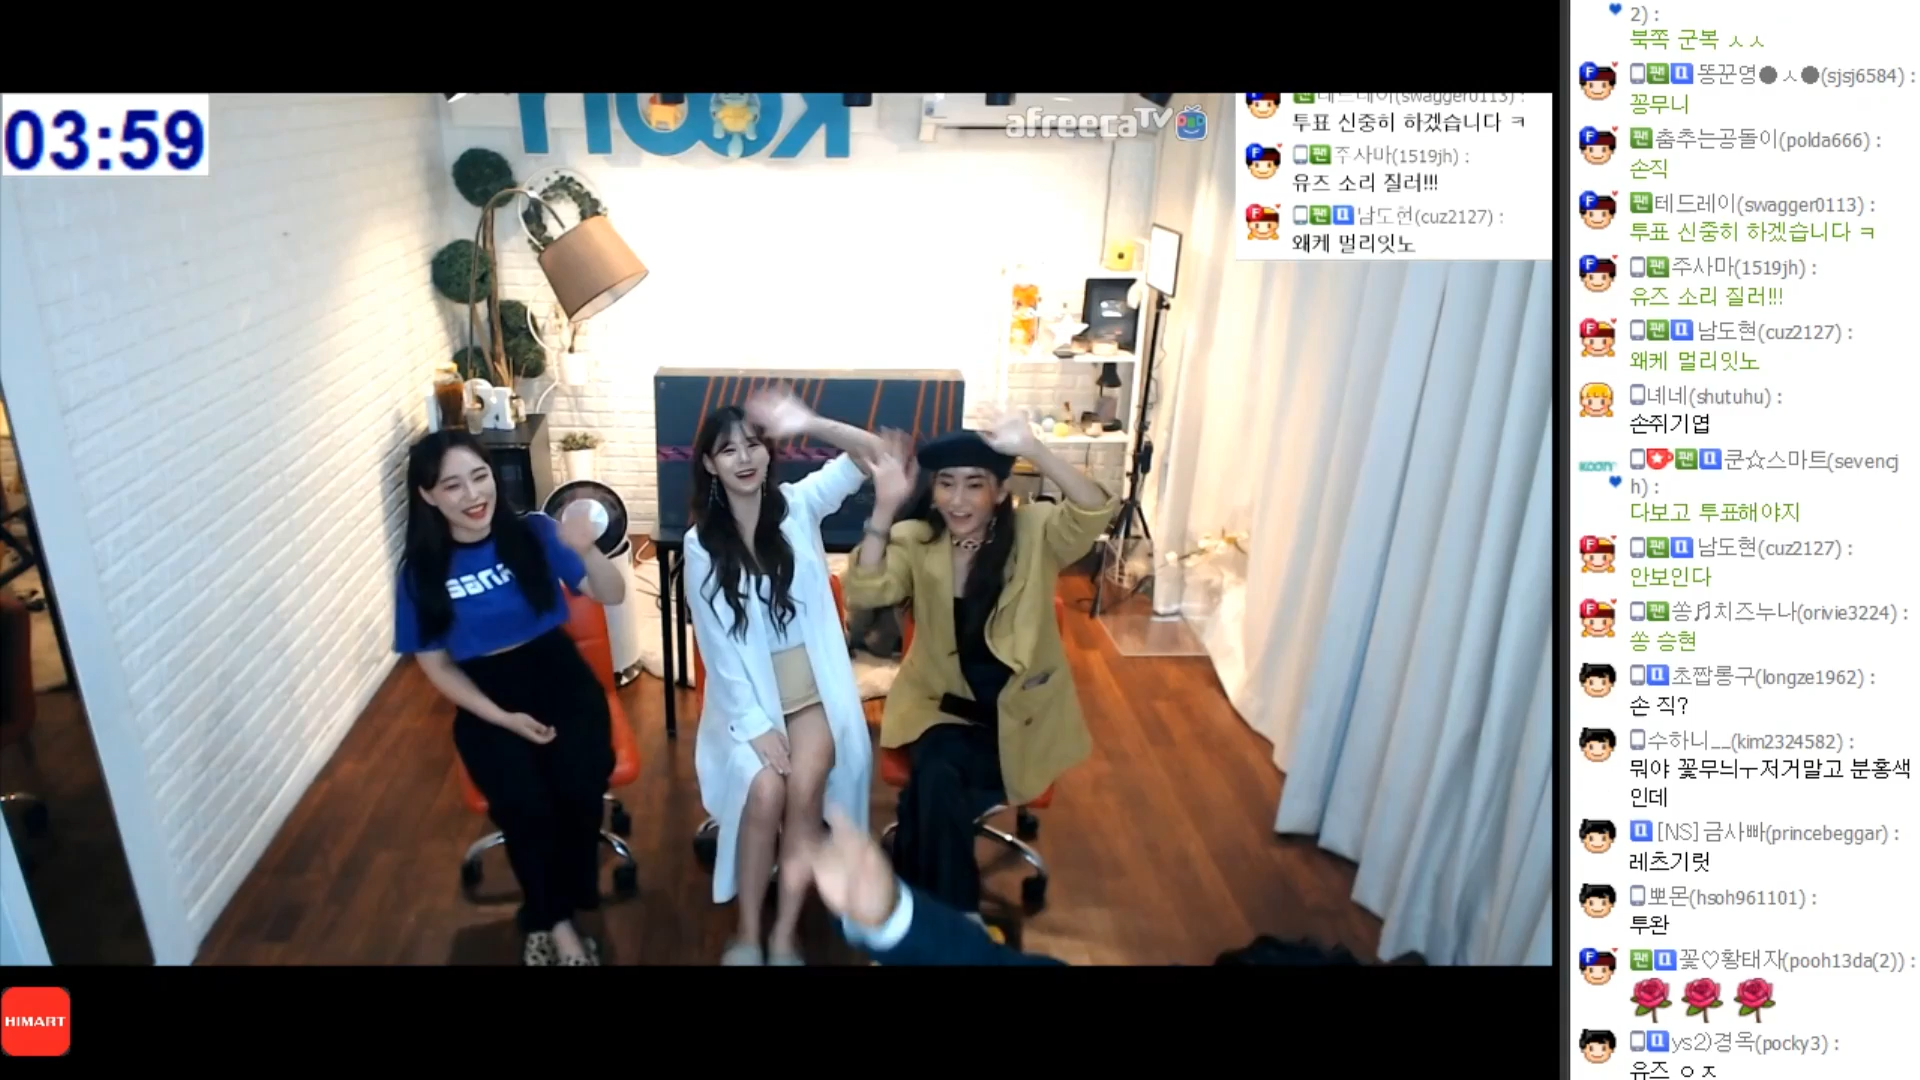 03:59
KOON
afreecaTV
테드레이(swagger0113) :
투표 신중히 하겠습니다 ㅋ
주사마(1519jh) :
유즈 소리 질러!!!
남도현(cuz2127) :
왜케 멀리잇노
HIMART
2) :
북쪽 군복 ㅅㅅ
똥꾼영●ㅅ●(sjsj6584) :
꽁무니
춤추는공돌이(polda666) :
손직
테드레이(swagger0113) :
투표 신중히 하겠습니다 ㅋ
주사마(1519jh) :
유즈 소리 질러!!!
남도현(cuz2127) :
왜케 멀리잇노
녜네(shutuhu) :
손쥐기엽
쿤☆스마트(sevencj
h) :
다보고 투표해야지
남도현(cuz2127) :
안보인다
쏭♬치즈누나(orivie3224) :
쏭 승현
초짭롱구(longze1962) :
손 직?
수하니__(kim2324582) :
뭐야 꽃무늬ㅜ저거말고 분홍색
인데
[NS]금사빠(princebeggar) :
레츠기럿
뽀몬(hsoh961101) :
투완
꽃♡황태자(pooh13da(2)) :
ys2)경옥(pocky3) :
유즈 ㅇㅈ